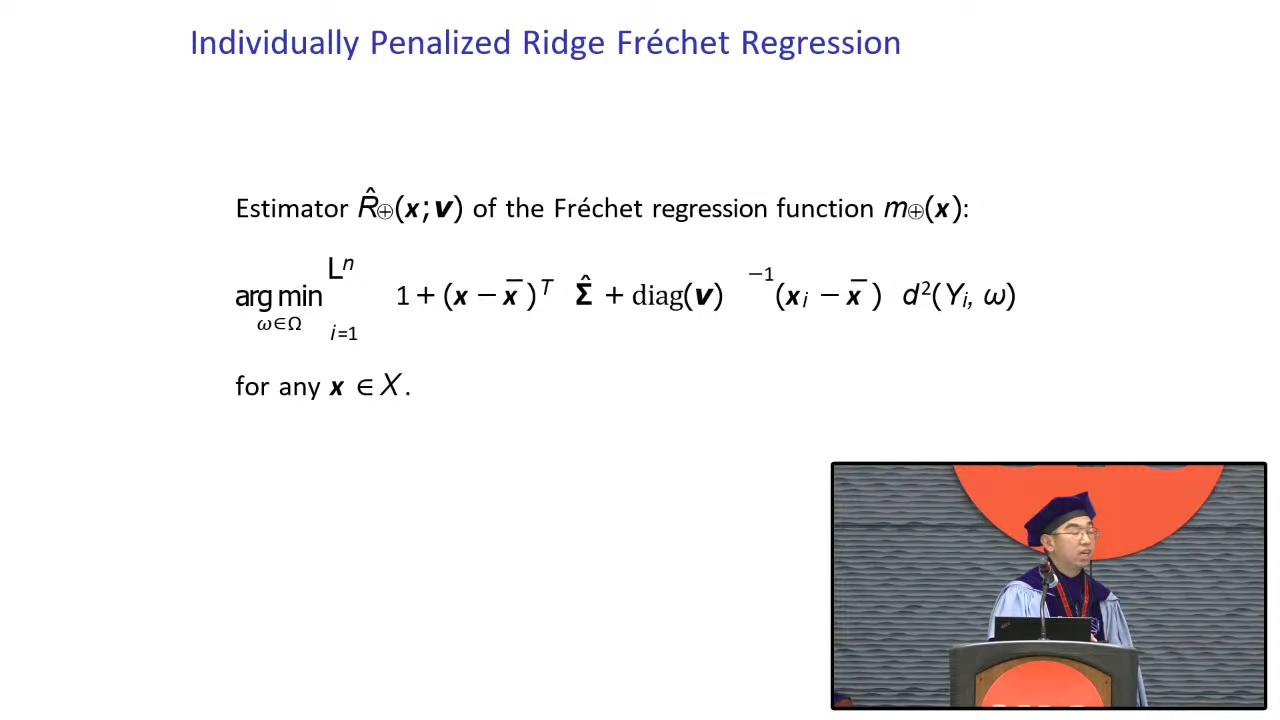 Individually Penalized Ridge Fréchet Regression
Estimator R̂⊕(x; v) of the Fréchet regression function m⊕(x):
arg min ω∈Ω L n i=1 1 + (x − x̄)ᵀ Σ̂ + diag(v) −1 (xᵢ − x̄) d²(Yᵢ, ω)
for any x ∈ X.